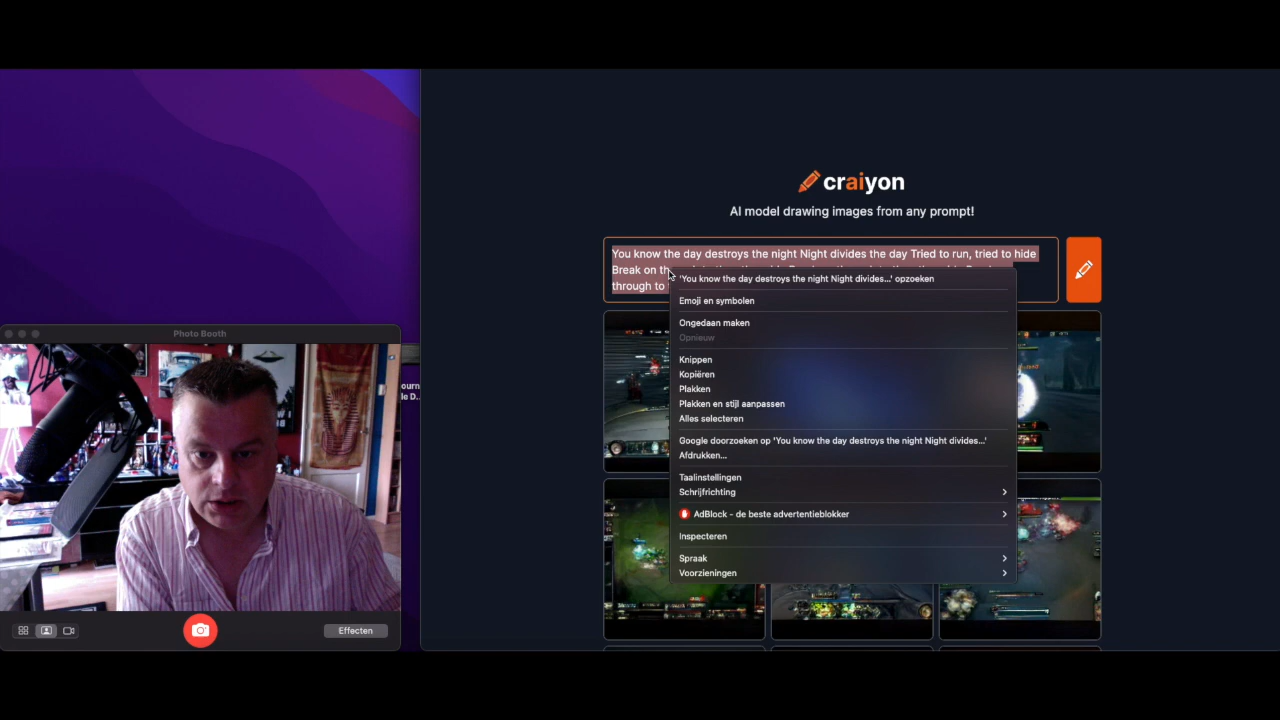 craiyon
AI model drawing images from any prompt!
You know the day destroys the night Night divides the day Tried to run, tried to hide
Break on th
through to
'You know the day destroys the night Night divides...' opzoeken
Emoji en symbolen
Ongedaan maken
Opnieuw
Knippen
Kopiëren
Plakken
Plakken en stijl aanpassen
Alles selecteren
Google doorzoeken op 'You know the day destroys the night Night divides...'
Afdrukken...
Taalinstellingen
Schrijfrichting
AdBlock - de beste advertentieblokker
Inspecteren
Spraak
Voorzieningen
Photo Booth
ourn
le D...
Effecten